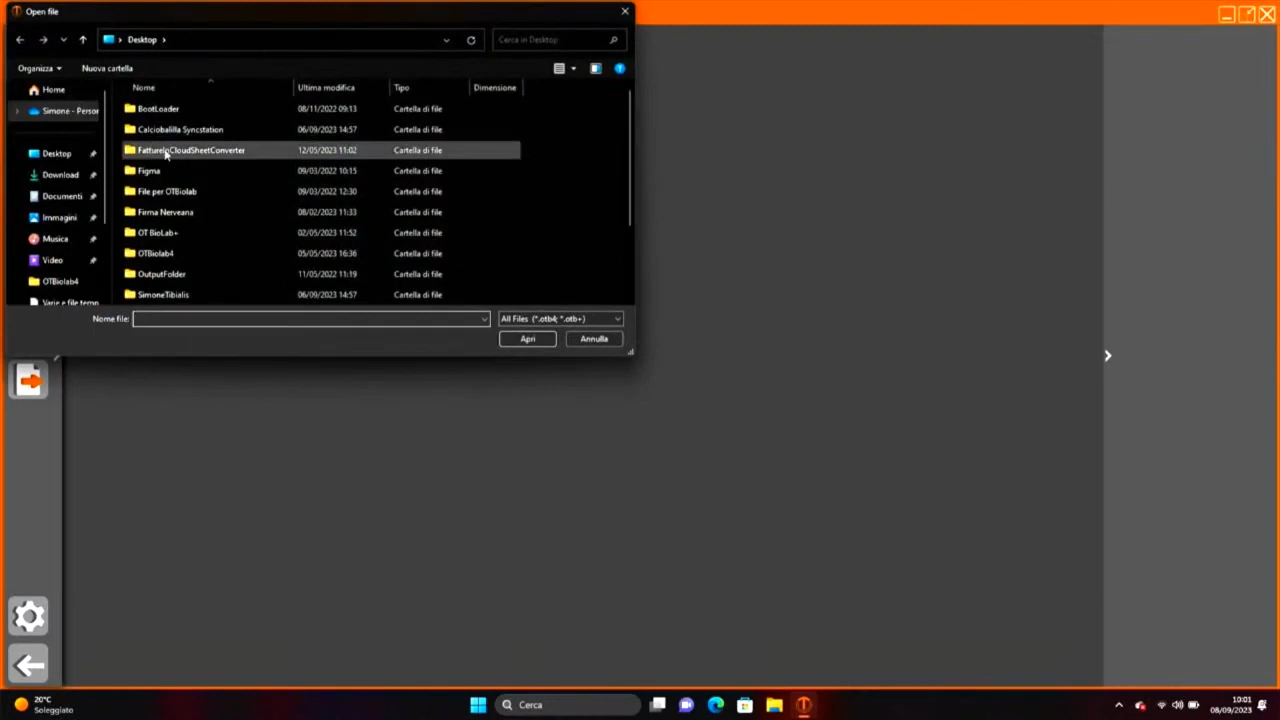 Open file
Desktop
Cerca in Desktop
Organizza
Nuova cartella
Nome
Ultima modifica
Tipo
Dimensione
Home
Simone - Persor
Desktop
Download
Documenti
Immagini
Musica
Video
OTBiolab4
Varie e file temp
BootLoader 08/11/2022 09:13 Cartella di file
Calciobalilla Syncstation 06/09/2023 14:57 Cartella di file
FattureInCloudSheetConverter 12/05/2023 11:02 Cartella di file
Figma 09/03/2022 10:15 Cartella di file
File per OTBiolab 09/03/2022 12:30 Cartella di file
Firma Nerveana 08/02/2023 11:33 Cartella di file
OT BioLab+ 02/05/2023 11:52 Cartella di file
OTBiolab4 05/05/2023 16:36 Cartella di file
OutputFolder 11/05/2022 11:19 Cartella di file
SimoneTibialis 06/09/2023 14:57 Cartella di file
Nome file:
All Files (*.otb4; *.otb+)
Apri
Annulla
20°C
Soleggiato
Cerca
10:01
08/09/2023